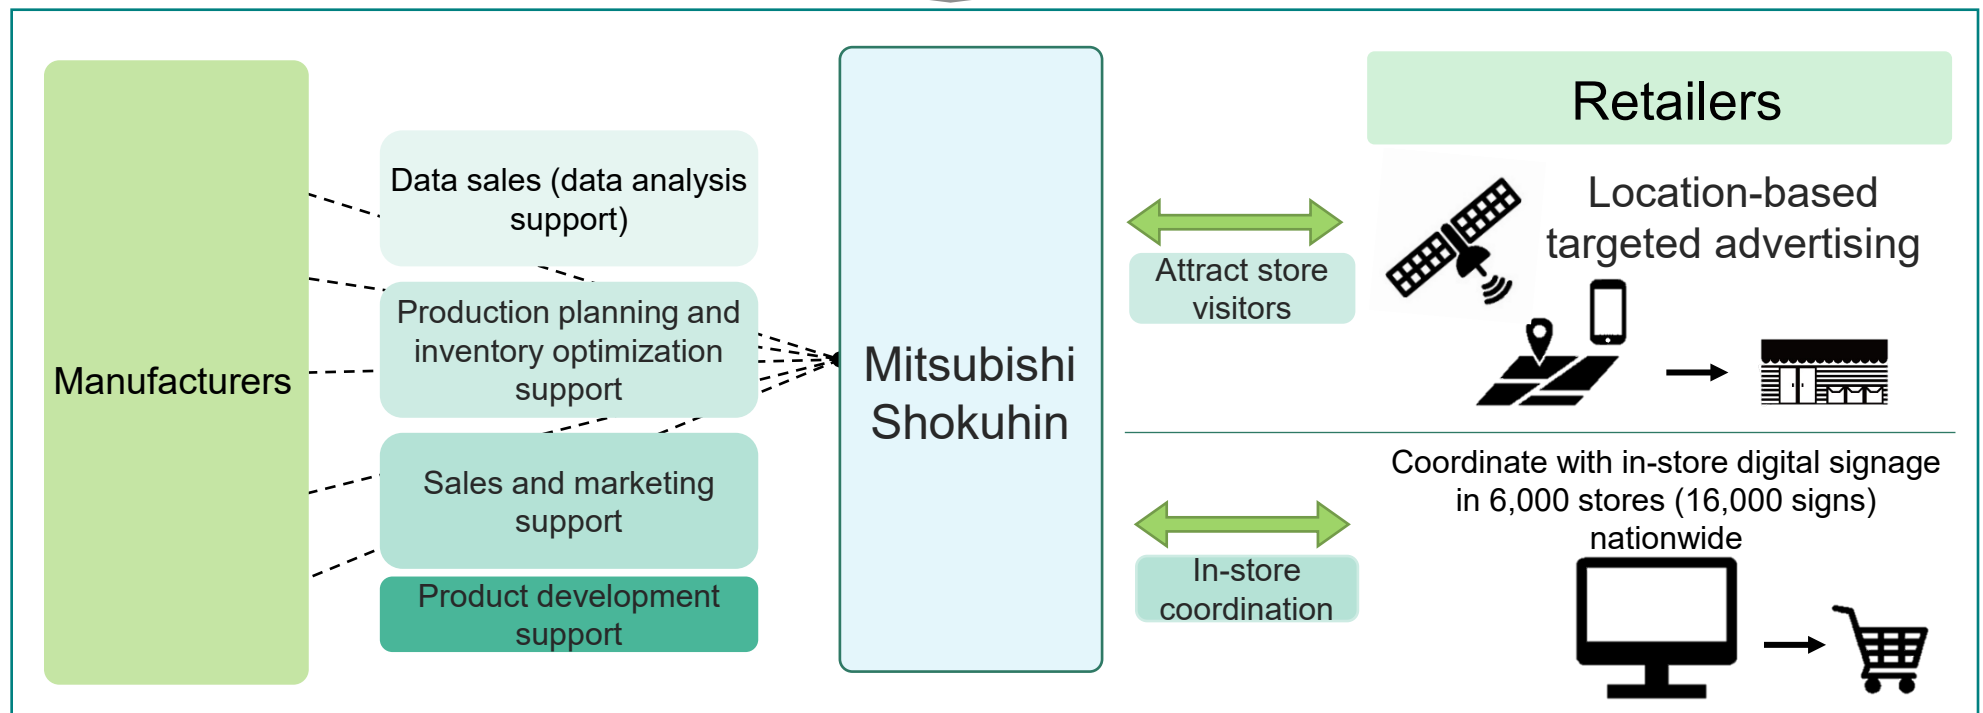 Manufacturers
Data sales (data analysis
support)
Production planning and
inventory optimization
support
Sales and marketing
support
Product development
support
Mitsubishi
Shokuhin
Attract store
visitors
In-store
coordination
Retailers
Location-based
targeted advertising
Coordinate with in-store digital signage
in 6,000 stores (16,000 signs)
nationwide